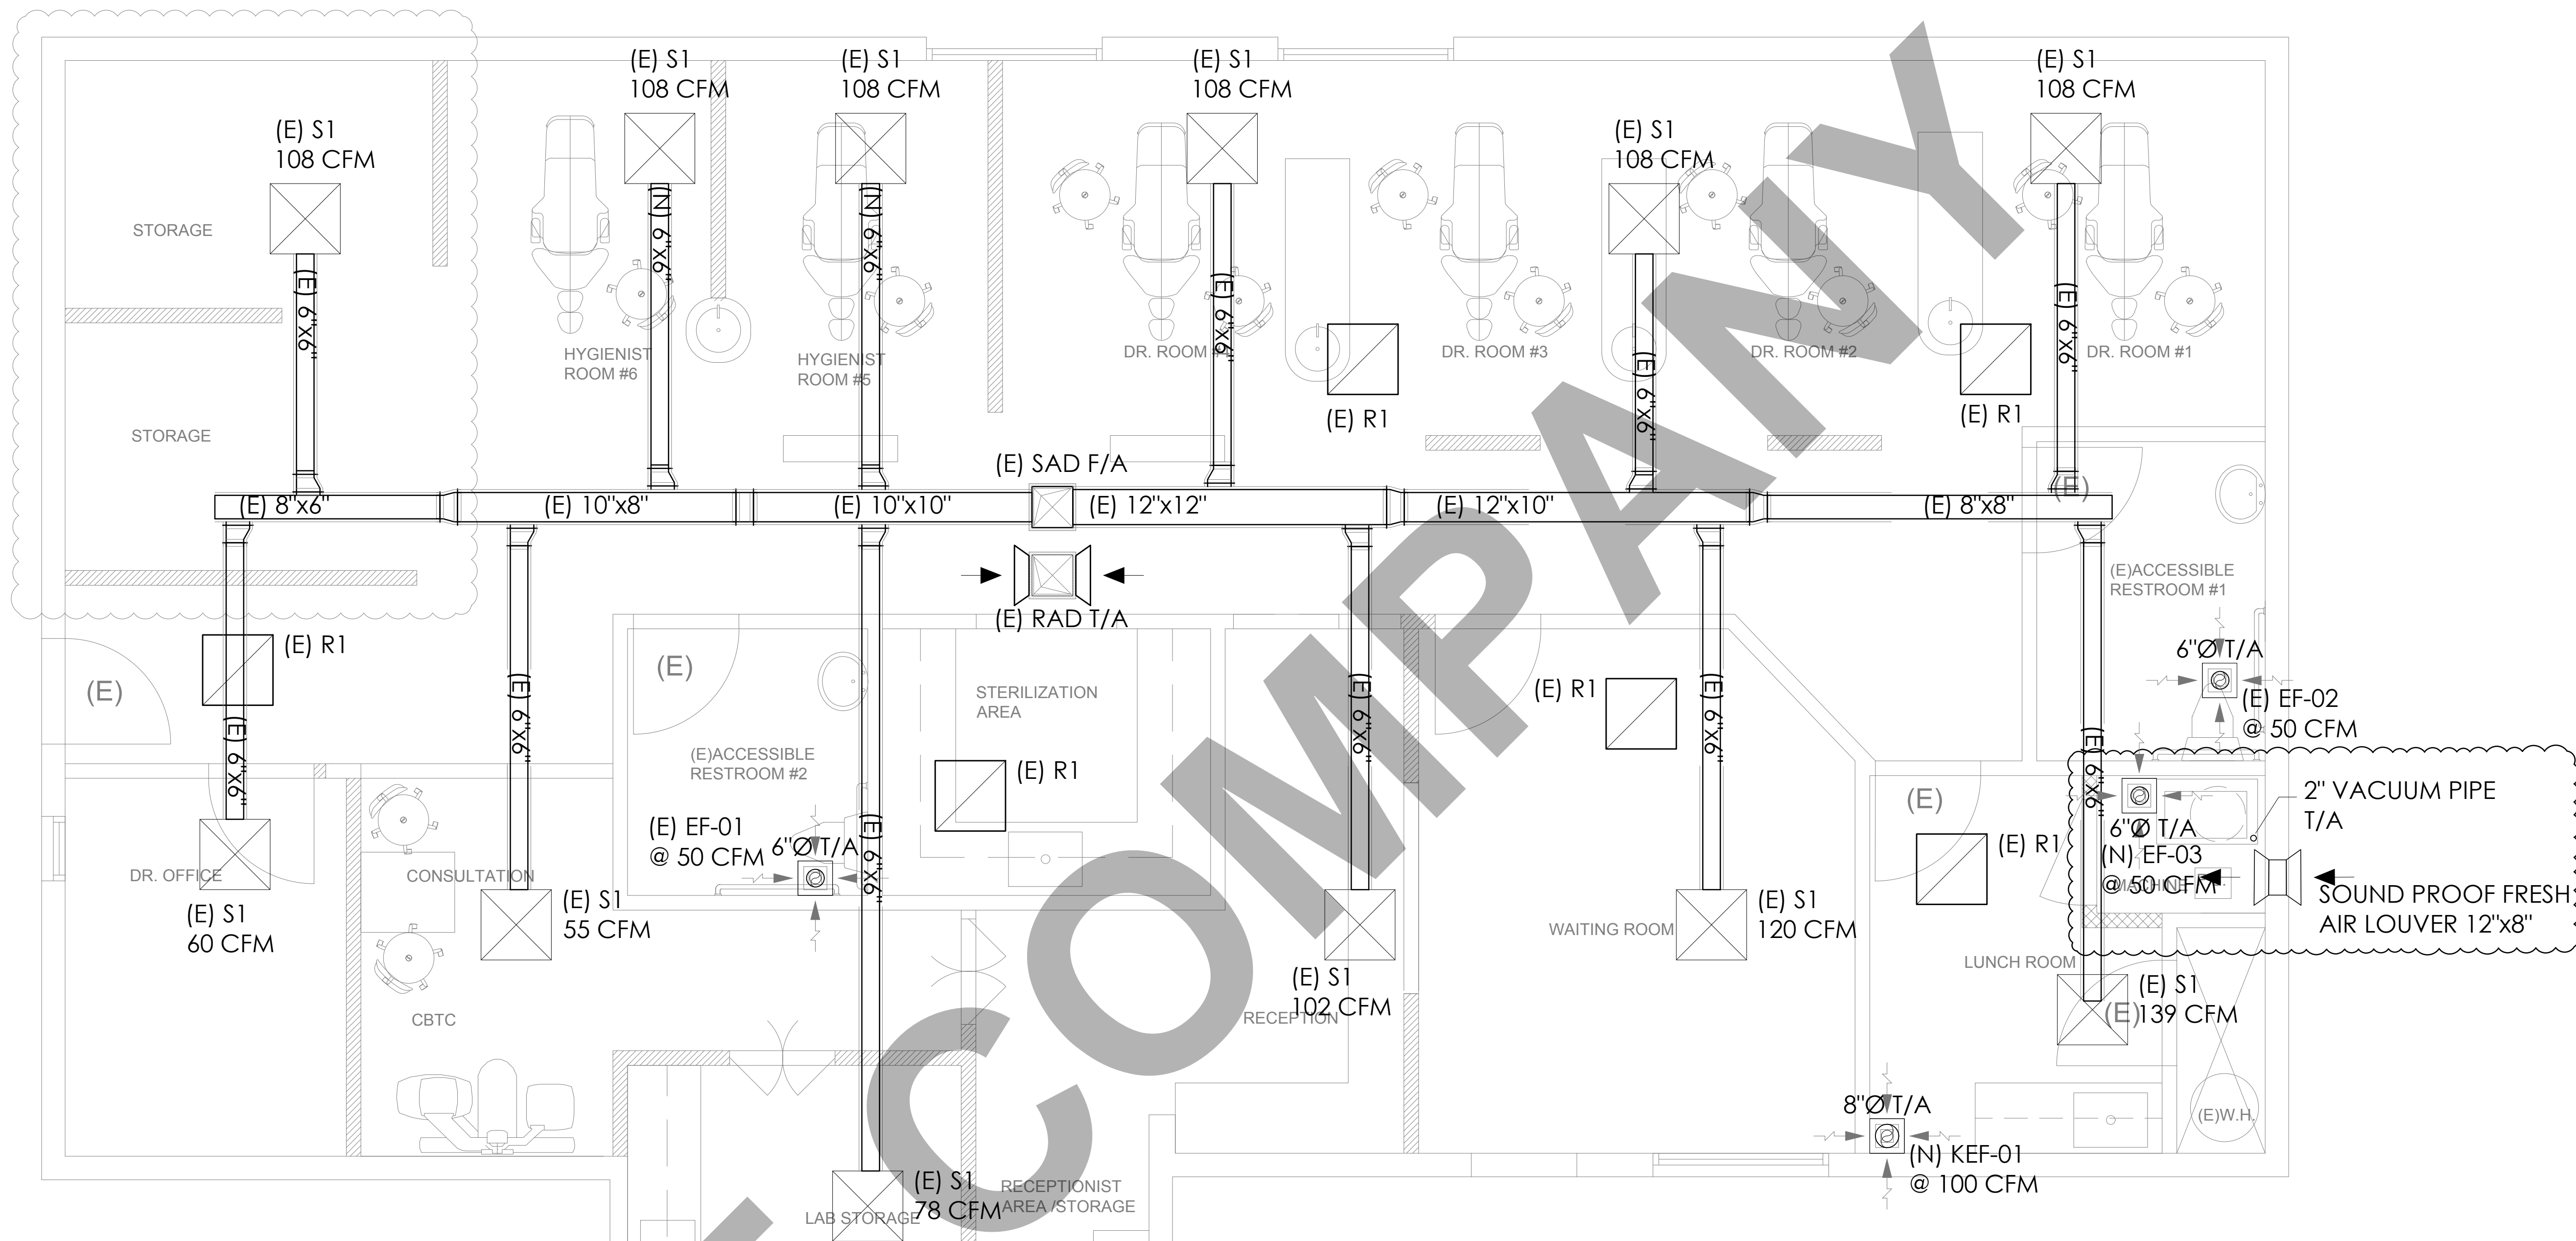 (E) S1
108 CFM
(E) S1
108 CFM
(E) S1
108 CFM
(E) S1
108 CFM
(E) S1
108 CFM
(E) S1
108 CFM
(E) S1
108 CFM
STORAGE
(E) 6"x6"
(N) 6"x6"
(N) 6"x6"
(E) 6"x6"
(E) 6"x6"
(E) 6"x6"
HYGIENIST
ROOM #6
HYGIENIST
ROOM #5
DR. ROOM #4
DR. ROOM #3
DR. ROOM #2
DR. ROOM #1
(E) R1
(E) R1
STORAGE
(E) SAD F/A
(E) 8"x6"
(E) 10"x8"
(E) 10"x10"
(E) 12"x12"
(E) 12"x10"
(E) 8"x8"
(E)
(E)ACCESSIBLE
RESTROOM #1
(E) RAD T/A
(E) R1
(E)
(E)
STERILIZATION
AREA
(E) R1
6"Ø T/A
(E) EF-02
@ 50 CFM
(E) 6"x6"
(E) 6"x6"
(E) 6"x6"
(E) 6"x6"
(E) 6"x6"
(E) 6"x6"
(E)ACCESSIBLE
RESTROOM #2
(E) R1
(E)
2" VACUUM PIPE
T/A
(E) EF-01
@ 50 CFM
6"Ø T/A
6"Ø T/A
(E) R1
(N) EF-03
@ 50 CFM
MACHINE
SOUND PROOF FRESH
AIR LOUVER 12"x8"
DR. OFFICE
CONSULTATION
(E) S1
60 CFM
(E) S1
55 CFM
(E) S1
120 CFM
WAITING ROOM
LUNCH ROOM
(E) S1
102 CFM
RECEPTION
(E) S1
139 CFM
(E)
CBTC
8"Ø T/A
(E)W.H.
(N) KEF-01
@ 100 CFM
(E) S1
78 CFM
LAB STORAGE
RECEPTIONIST
AREA /STORAGE
COMPANY